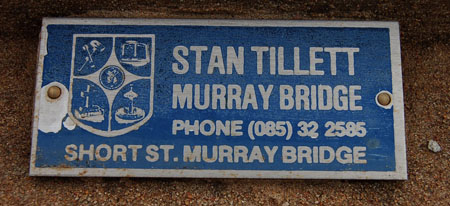 STAN TILLETT
MURRAY BRIDGE
PHONE (085) 32 2585
SHORT ST. MURRAY BRIDGE